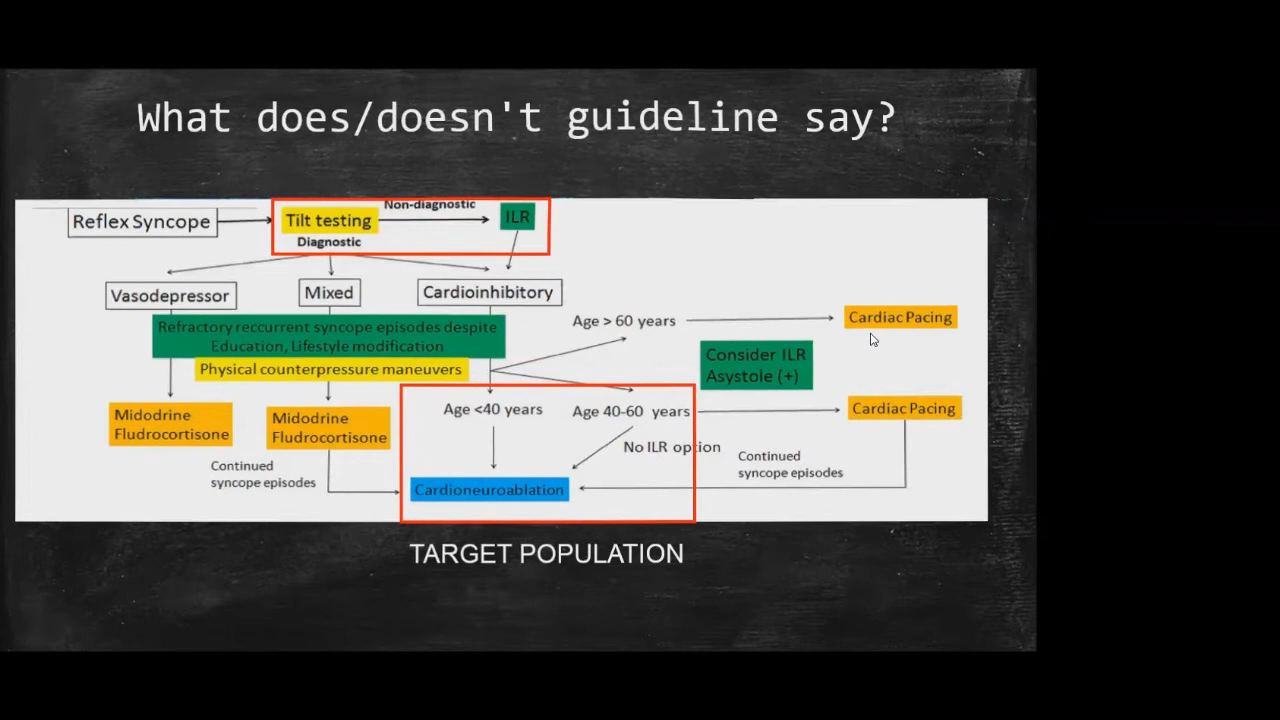 What does/doesn't guideline say?
Non-diagnostic
Reflex Syncope
Tilt testing
ILR
Diagnostic
Vasodepressor
Mixed
Cardioinhibitory
Refractory reccurrent syncope episodes despite
Education, Lifestyle modification
Physical counterpressure maneuvers
Age > 60 years
Cardiac Pacing
Consider ILR
Asystole (+)
Midodrine
Fludrocortisone
Midodrine
Fludrocortisone
Age <40 years
Age 40-60 years
Cardiac Pacing
No ILR option
Continued
syncope episodes
Continued
syncope episodes
Cardioneuroablation
TARGET POPULATION